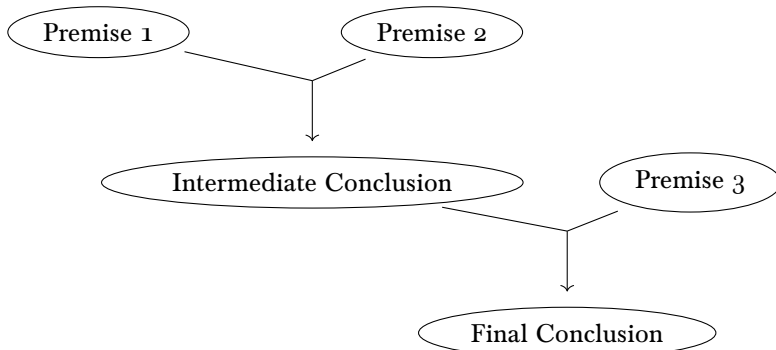 Premise 1
Premise 2
Intermediate Conclusion
Premise 3
Final Conclusion